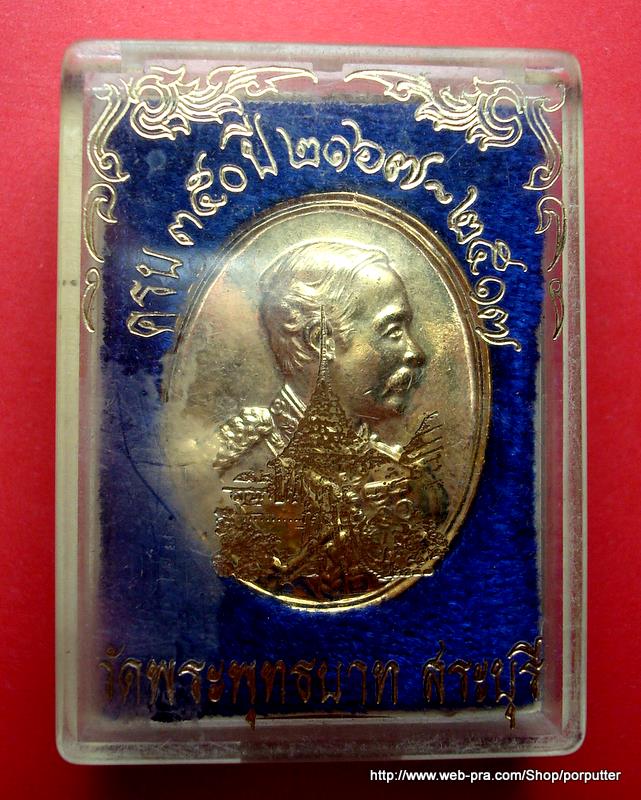 ครบ ๓๕๐ ปี ๒๑๖๗~๒๕๑๗
วัดพระพุทธบาท สระบุรี
http://www.web-pra.com/Shop/porputter